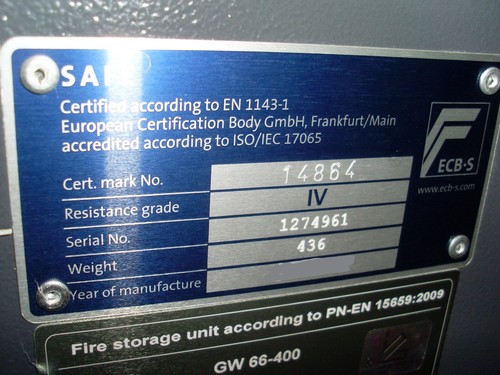 SAF
Certified according to EN 1143-1
European Certification Body GmbH, Frankfurt/Main
accredited according to ISO/IEC 17065
ECB·S
www.ecb-s.com
Cert. mark No. 14864
Resistance grade IV
Serial No. 1274961
Weight 436
Year of manufacture
Fire storage unit according to PN-EN 15659:2009
GW 66-400